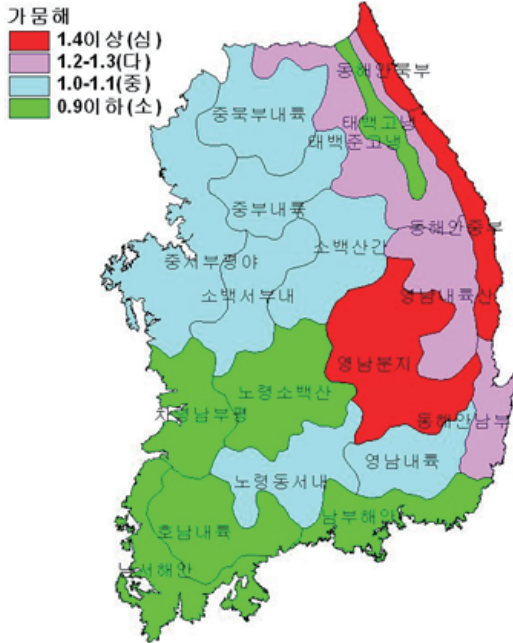 가뭄해
1.4이상(심)
1.2-1.3(다)
1.0-1.1(중)
0.9이하(소)
동해안북부
중북부내륙
태백고냉
태백준고냉
중부내륙
동해안중부
소백산간
중서부평야
소백서부내
영남내륙산
영남분지
노령소백산
차령남부평
동해안남부
영남내륙
노령동서내
남부해안
호남내륙
남서해안